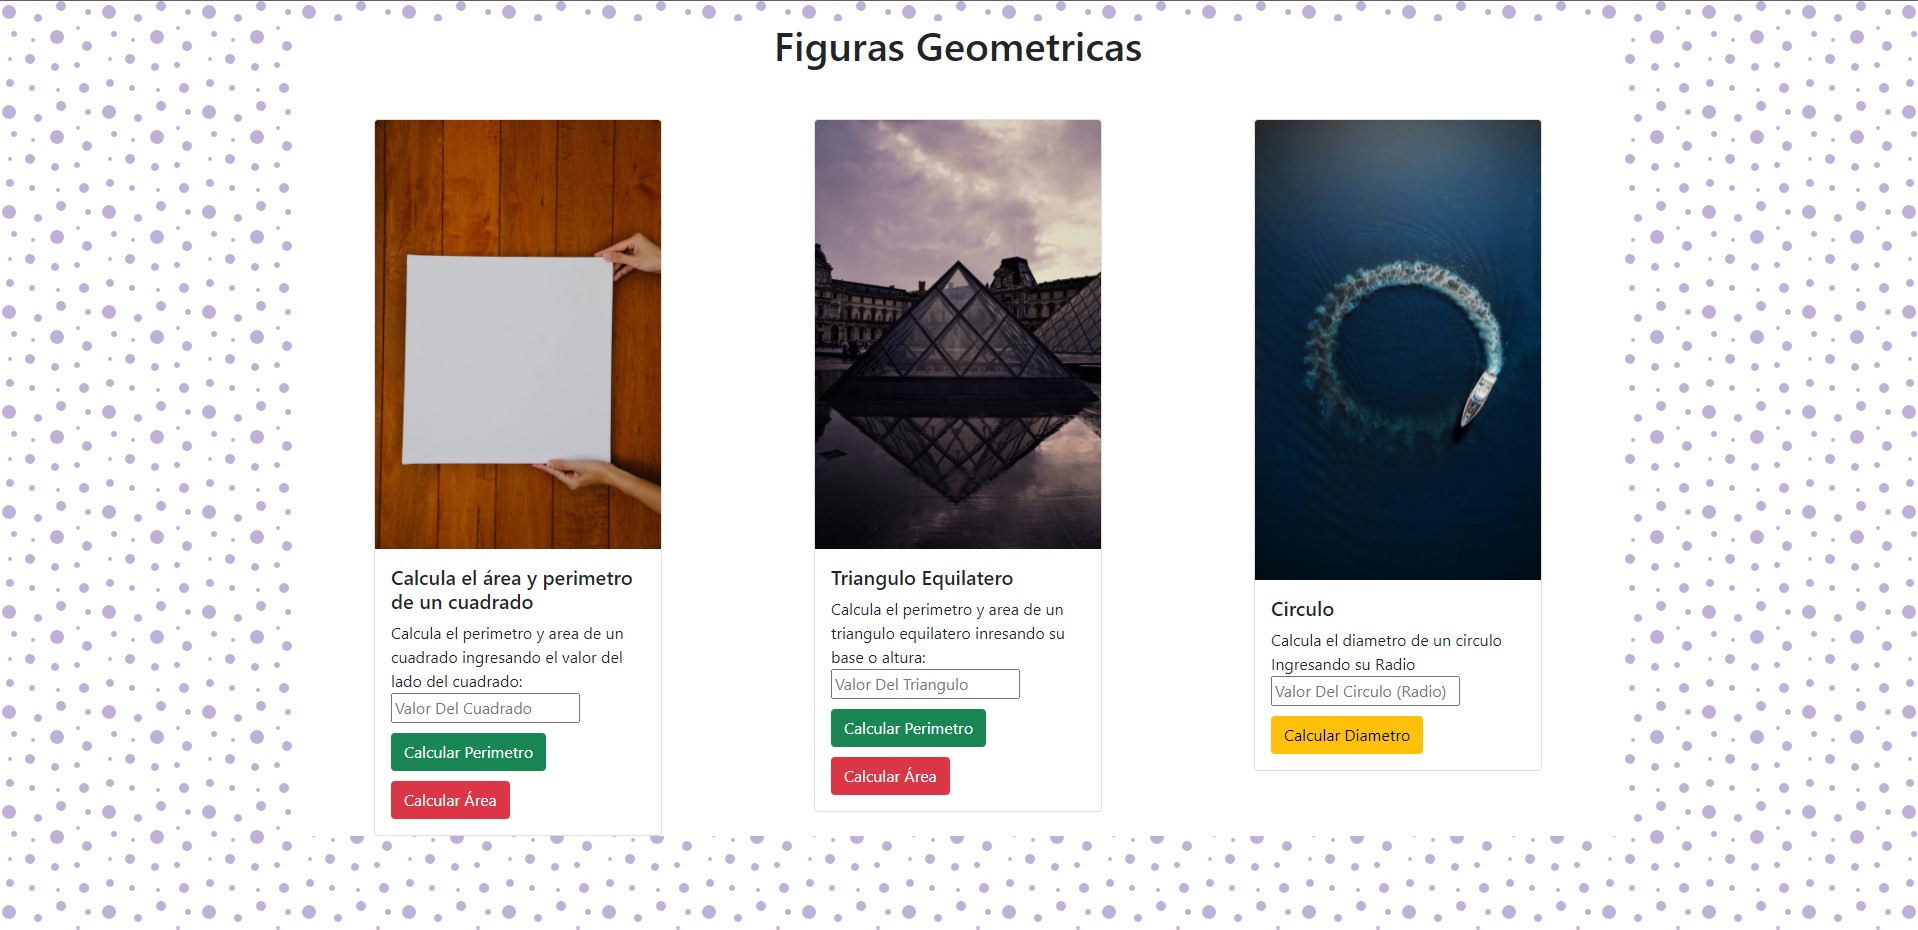 Figuras Geometricas
Calcula el área y perimetro
de un cuadrado
Calcula el perimetro y area de un
cuadrado ingresando el valor del
lado del cuadrado:
Valor Del Cuadrado
Calcular Perimetro
Calcular Área
Triangulo Equilatero
Calcula el perimetro y area de un
triangulo equilatero inresando su
base o altura:
Valor Del Triangulo
Calcular Perimetro
Calcular Área
Circulo
Calcula el diametro de un circulo
Ingresando su Radio
Valor Del Circulo (Radio)
Calcular Diametro